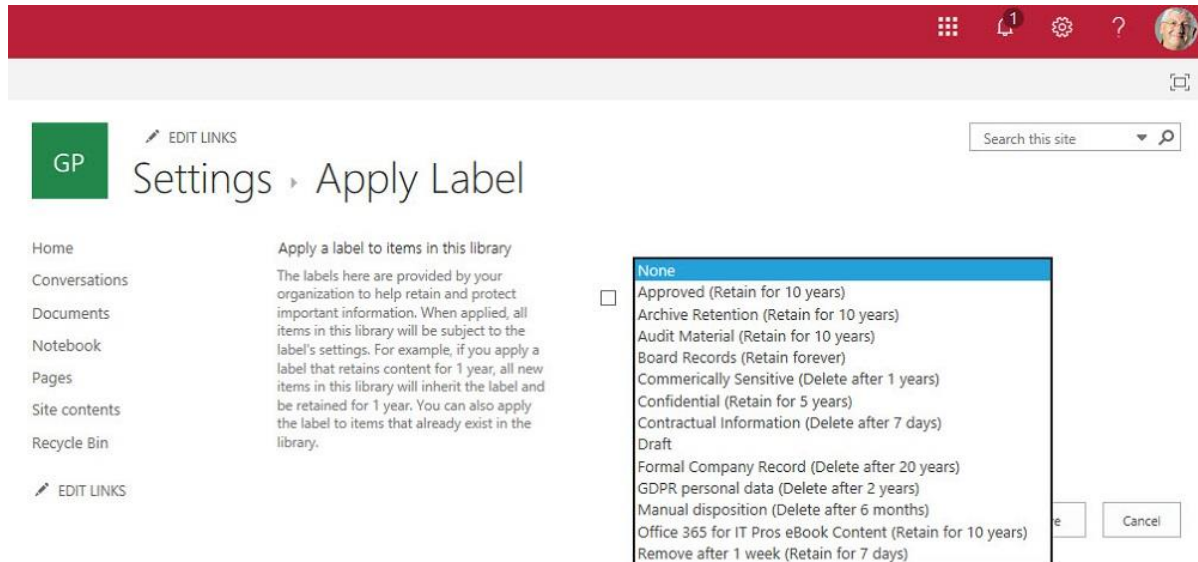 1
?
EDIT LINKS
Search this site
GP
Settings Apply Label
Home
Conversations
Documents
Notebook
Pages
Site contents
Recycle Bin
EDIT LINKS
Apply a label to items in this library
The labels here are provided by your
organization to help retain and protect
important information. When applied, all
items in this library will be subject to the
label's settings. For example, if you apply a
label that retains content for 1 year, all new
items in this library will inherit the label and
be retained for 1 year. You can also apply
the label to items that already exist in the
library.
None
Approved (Retain for 10 years)
Archive Retention (Retain for 10 years)
Audit Material (Retain for 10 years)
Board Records (Retain forever)
Commerically Sensitive (Delete after 1 years)
Confidential (Retain for 5 years)
Contractual Information (Delete after 7 days)
Draft
Formal Company Record (Delete after 20 years)
GDPR personal data (Delete after 2 years)
Manual disposition (Delete after 6 months)
Office 365 for IT Pros eBook Content (Retain for 10 years)
Remove after 1 week (Retain for 7 days)
e
Cancel